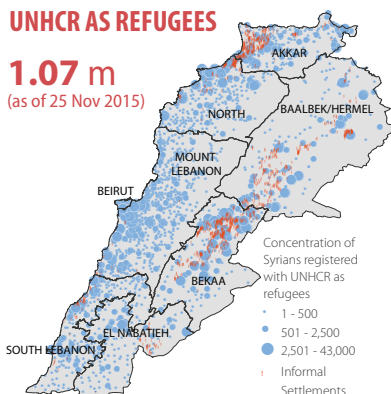 UNHCR AS REFUGEES
1.07 m
(as of 25 Nov 2015)
AKKAR
NORTH
BAALBEK/HERMEL
MOUNT
LEBANON
BEIRUT
BEKAA
EL NABATIEH
SOUTH LEBANON
Concentration of
Syrians registered
with UNHCR as
refugees
1 - 500
501 - 2,500
2,501 - 43,000
Informal
Settlements